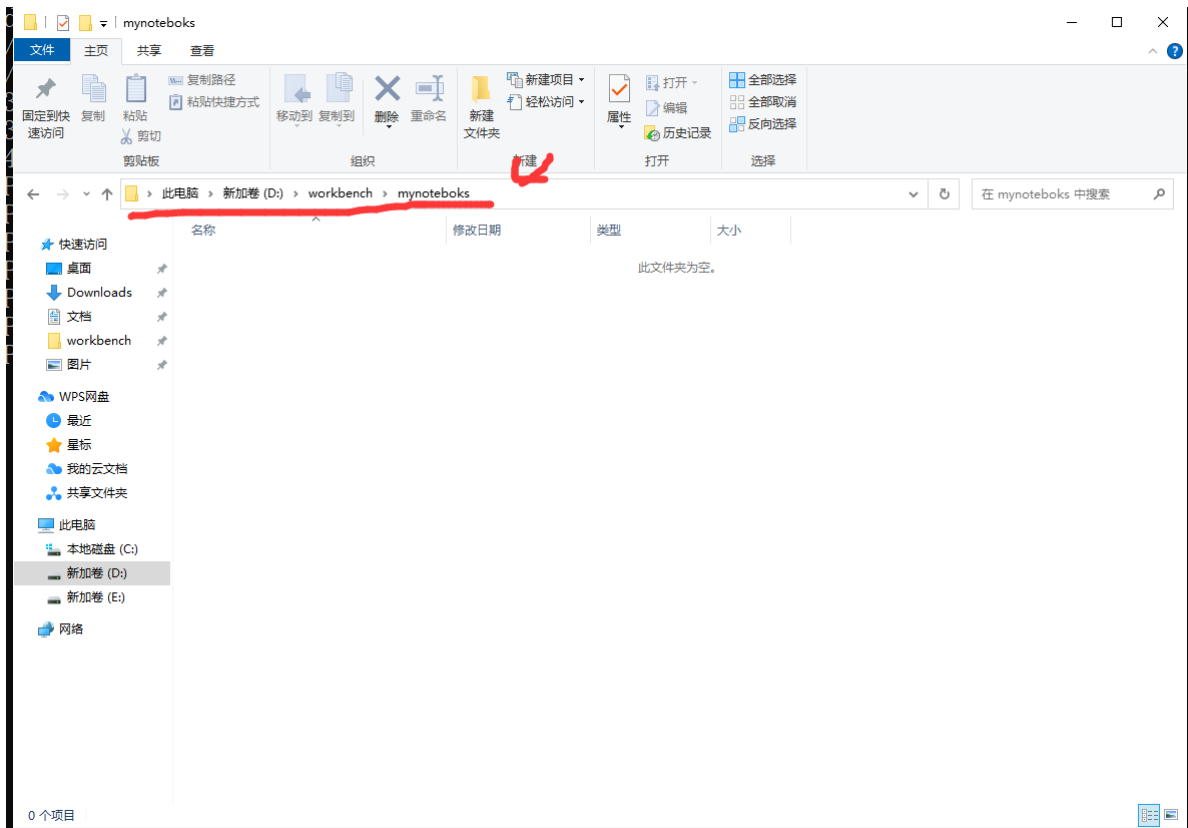 mynoteboks
文件 主页 共享 查看
固定到快速访问
复制
粘贴
复制路径
粘贴快捷方式
剪切
剪贴板
移动到
复制到
删除
重命名
组织
新建文件夹
新建项目
轻松访问
新建
属性
打开
编辑
历史记录
打开
全部选择
全部取消
反向选择
选择
此电脑 › 新加卷 (D:) › workbench › mynoteboks
在 mynoteboks 中搜索
名称 修改日期 类型 大小
此文件夹为空。
快速访问
桌面
Downloads
文档
workbench
图片
WPS网盘
最近
星标
我的云文档
共享文件夹
此电脑
本地磁盘 (C:)
新加卷 (D:)
新加卷 (E:)
网络
0 个项目